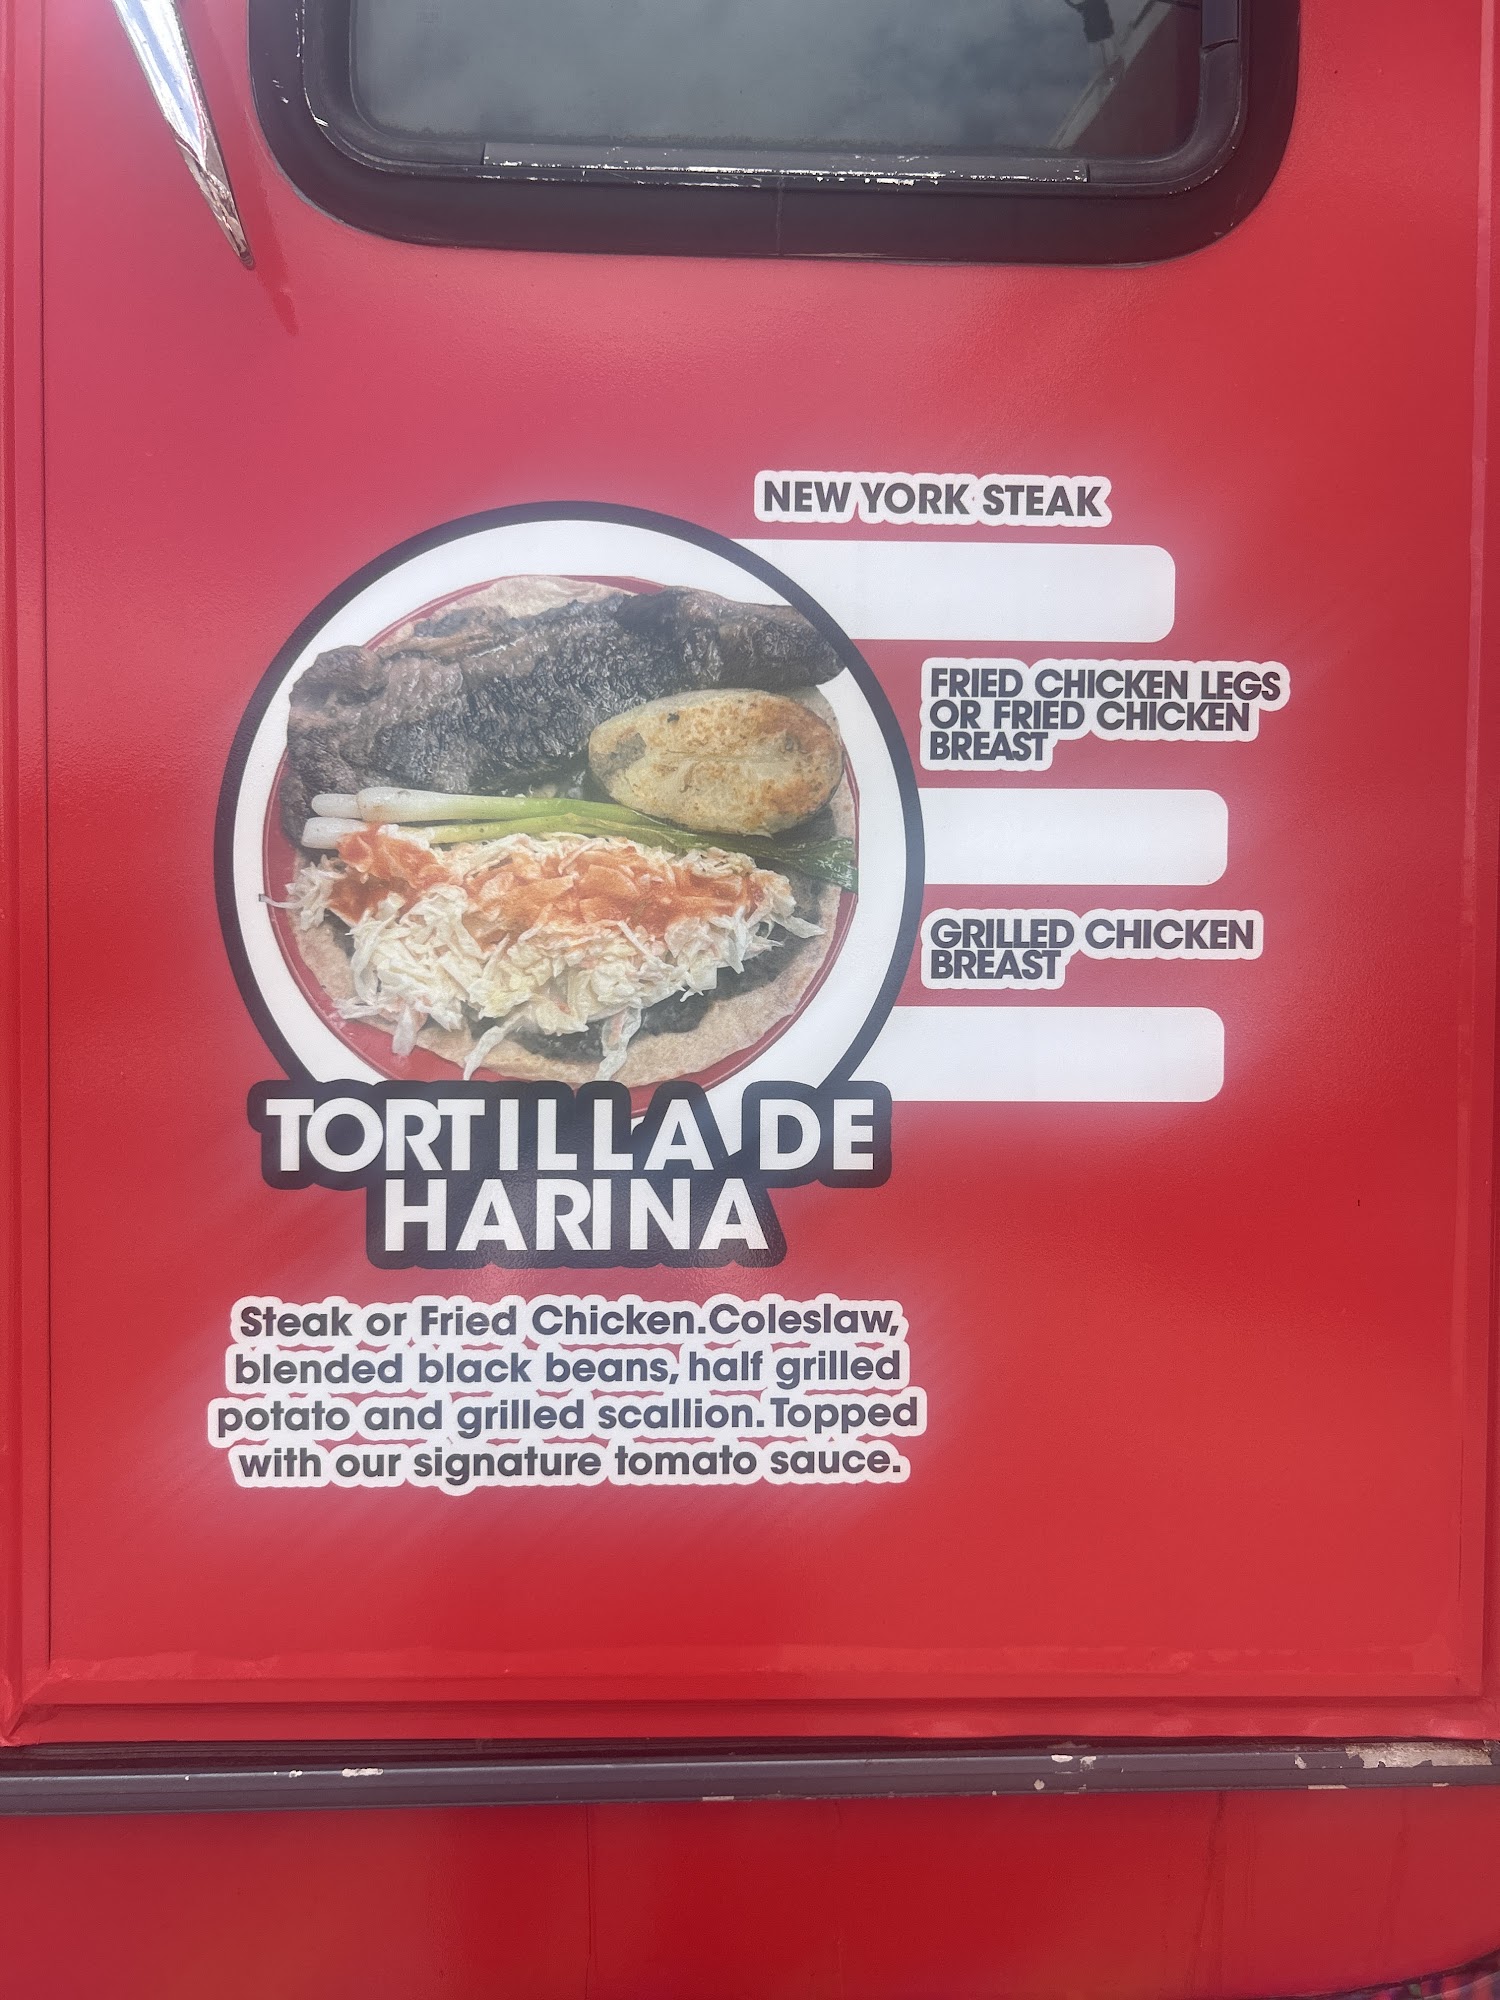 NEW YORK STEAK
FRIED CHICKEN LEGS
OR FRIED CHICKEN
BREAST
GRILLED CHICKEN
BREAST
TORTILLA DE
HARINA
Steak or Fried Chicken.Coleslaw,
blended black beans, half grilled
potato and grilled scallion. Topped
with our signature tomato sauce.